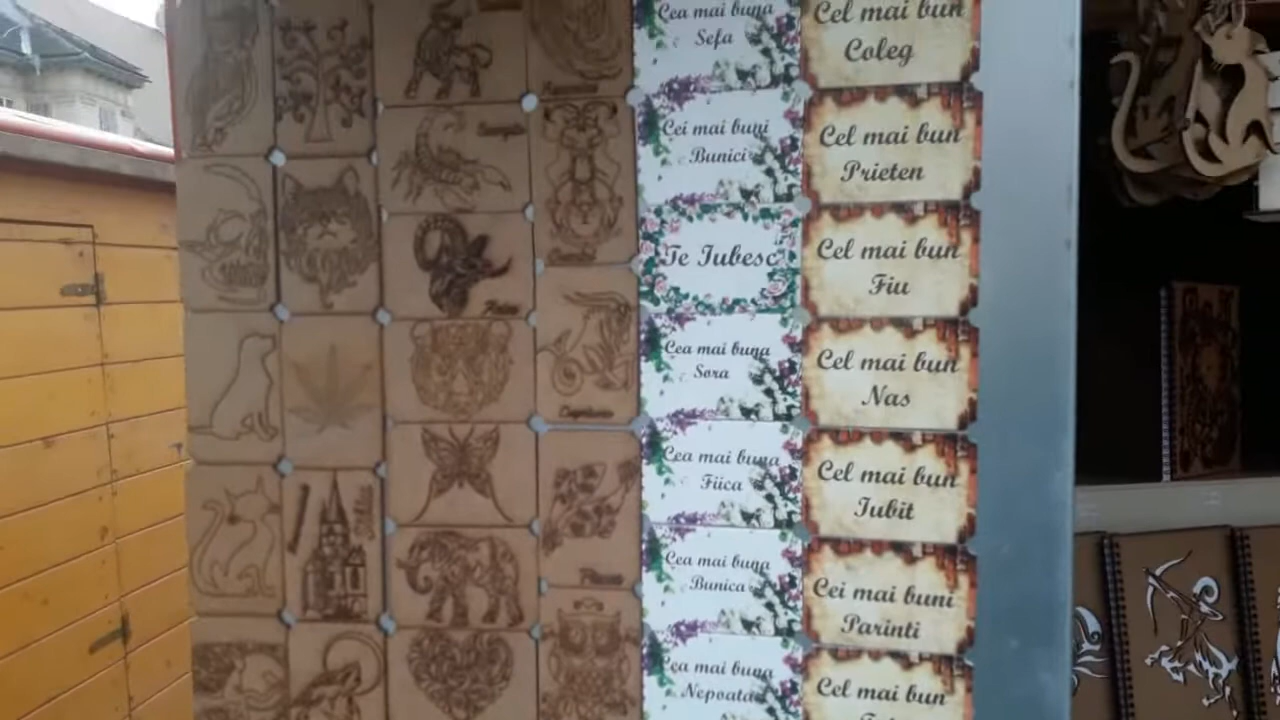 Cea mai buna
Sefa
Cei mai buni
Bunici
Te Iubesc
Cea mai buna
Sora
Cea mai buna
Fiica
Cea mai buna
Bunica
Cea mai buna
Nepoata
Cel mai bun
Coleg
Cel mai bun
Prieten
Cel mai bun
Fiu
Cel mai bun
Nas
Cel mai bun
Iubit
Cei mai buni
Parinti
Cel mai bun